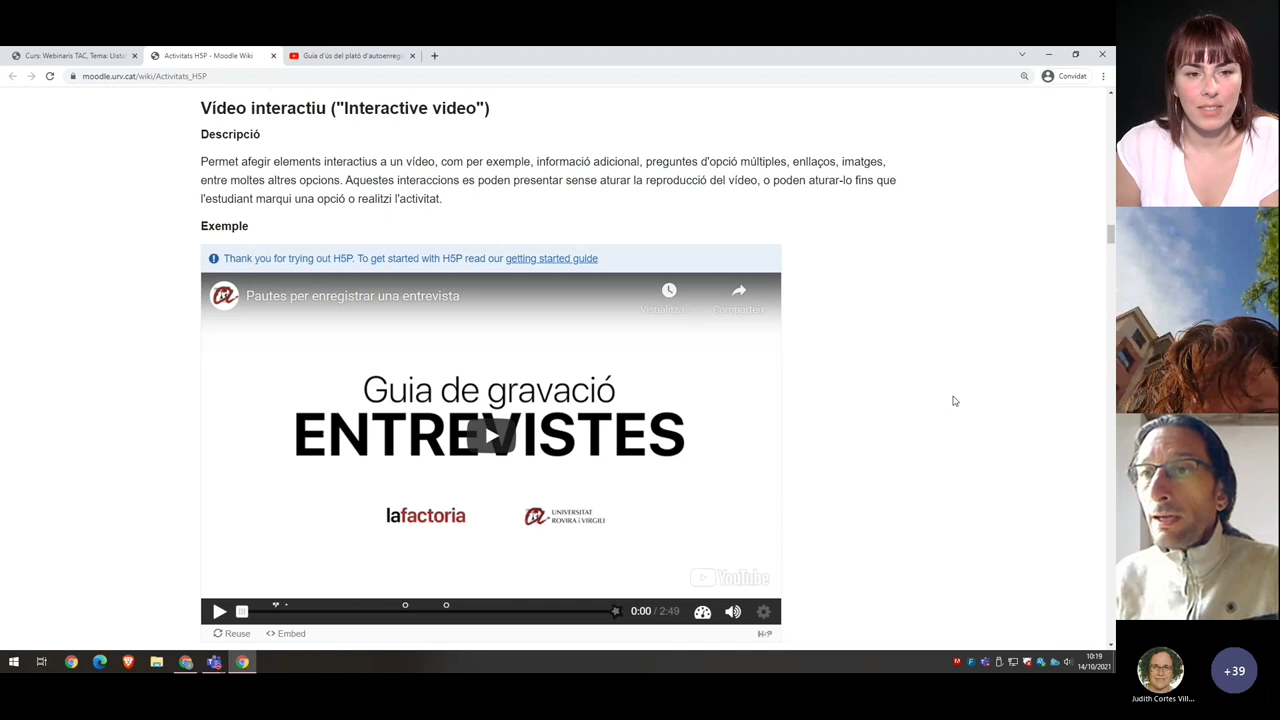 Curs: Webinaris TAC, Tema: Llista
Activitats H5P - Moodle Wiki
Guia d'ús del plató d'autoenreg
moodle.urv.cat/wiki/Activitats_H5P
Convidat
Vídeo interactiu ("Interactive video")
Descripció
Permet afegir elements interactius a un vídeo, com per exemple, informació adicional, preguntes d'opció múltiples, enllaços, imatges,
entre moltes altres opcions. Aquestes interaccions es poden presentar sense aturar la reproducció del vídeo, o poden aturar-lo fins que
l'estudiant marqui una opció o realitzi l'activitat.
Exemple
Thank you for trying out H5P. To get started with H5P read our getting started guide
Pautes per enregistrar una entrevista
Visualitza...
Comparteix
Guia de gravació
ENTREVISTES
lafactoria
UNIVERSITAT
ROVIRA i VIRGILI
YouTube
0:00 / 2:49
Reuse
<> Embed
H5P
10:19
14/10/2021
Judith Cortes Vill...
+39